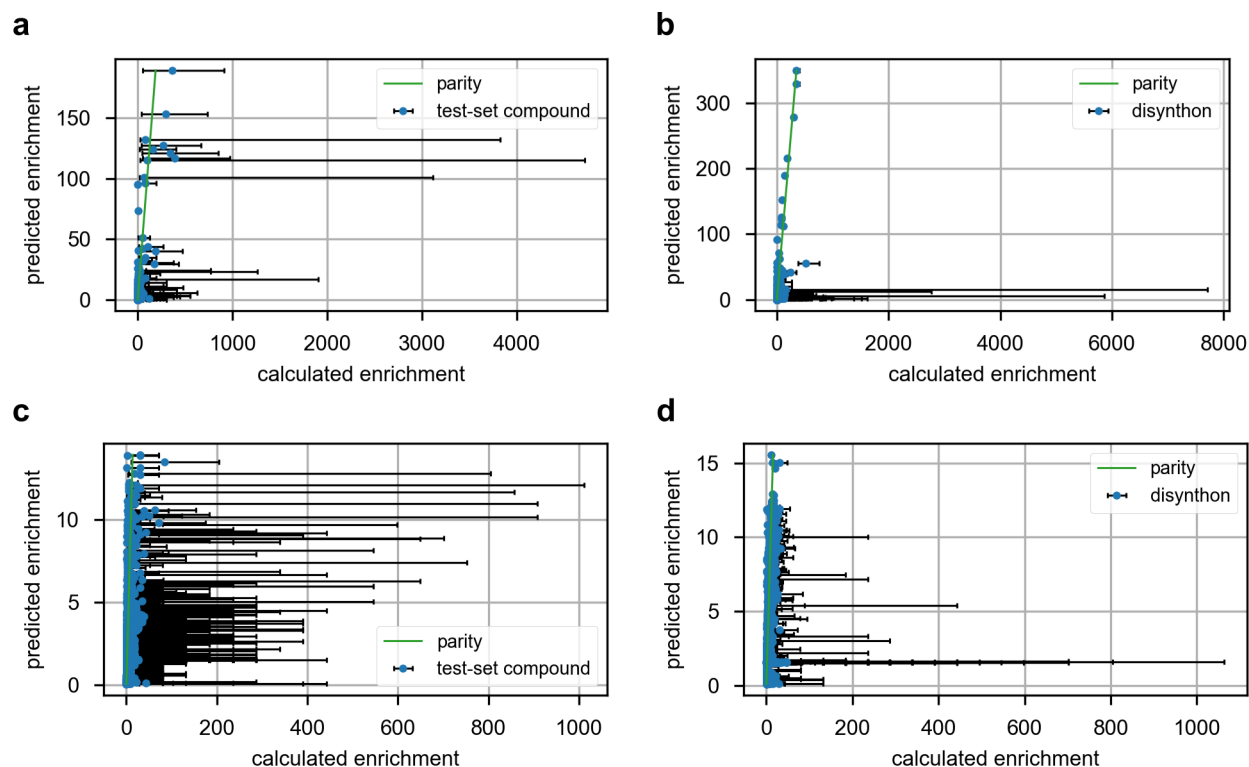 a
predicted enrichment
150
100
50
0
parity
test-set compound
0 1000 2000 3000 4000
calculated enrichment
b
predicted enrichment
300
200
100
0
parity
disynthon
0 2000 4000 6000 8000
calculated enrichment
c
predicted enrichment
10
5
0
parity
test-set compound
0 200 400 600 800 1000
calculated enrichment
d
predicted enrichment
15
10
5
0
parity
disynthon
0 200 400 600 800 1000
calculated enrichment